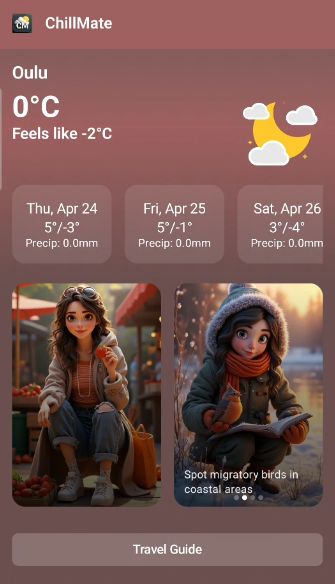 CM
ChillMate
Oulu
0°C
Feels like -2°C
Thu, Apr 24
5°/-3°
Precip: 0.0mm
Fri, Apr 25
5°/-1°
Precip: 0.0mm
Sat, Apr 26
3°/-4°
Precip: 0.0mm
Spot migratory birds in
coastal areas
Travel Guide